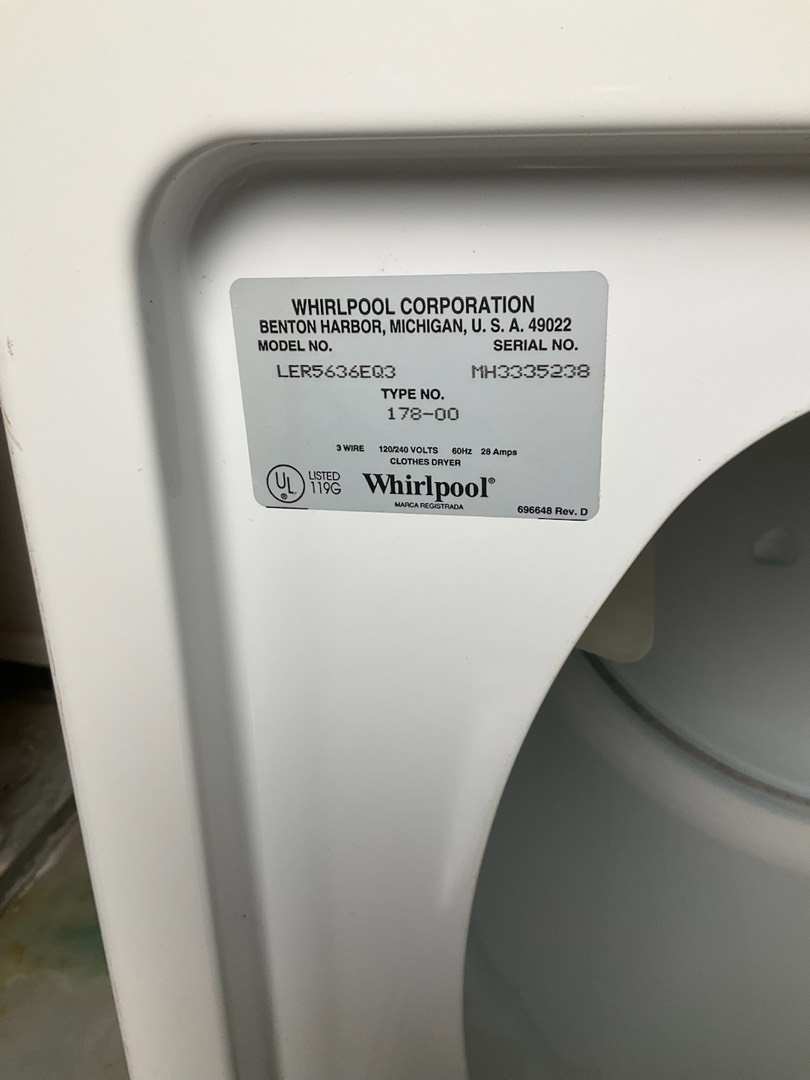 WHIRLPOOL CORPORATION
BENTON HARBOR, MICHIGAN, U. S. A. 49022
MODEL NO. SERIAL NO.
LER5636EQ3 MH3335238
TYPE NO.
178-00
3 WIRE 120/240 VOLTS 60Hz 28 Amps
CLOTHES DRYER
UL® LISTED 119G
Whirlpool®
MARCA REGISTRADA
696648 Rev. D